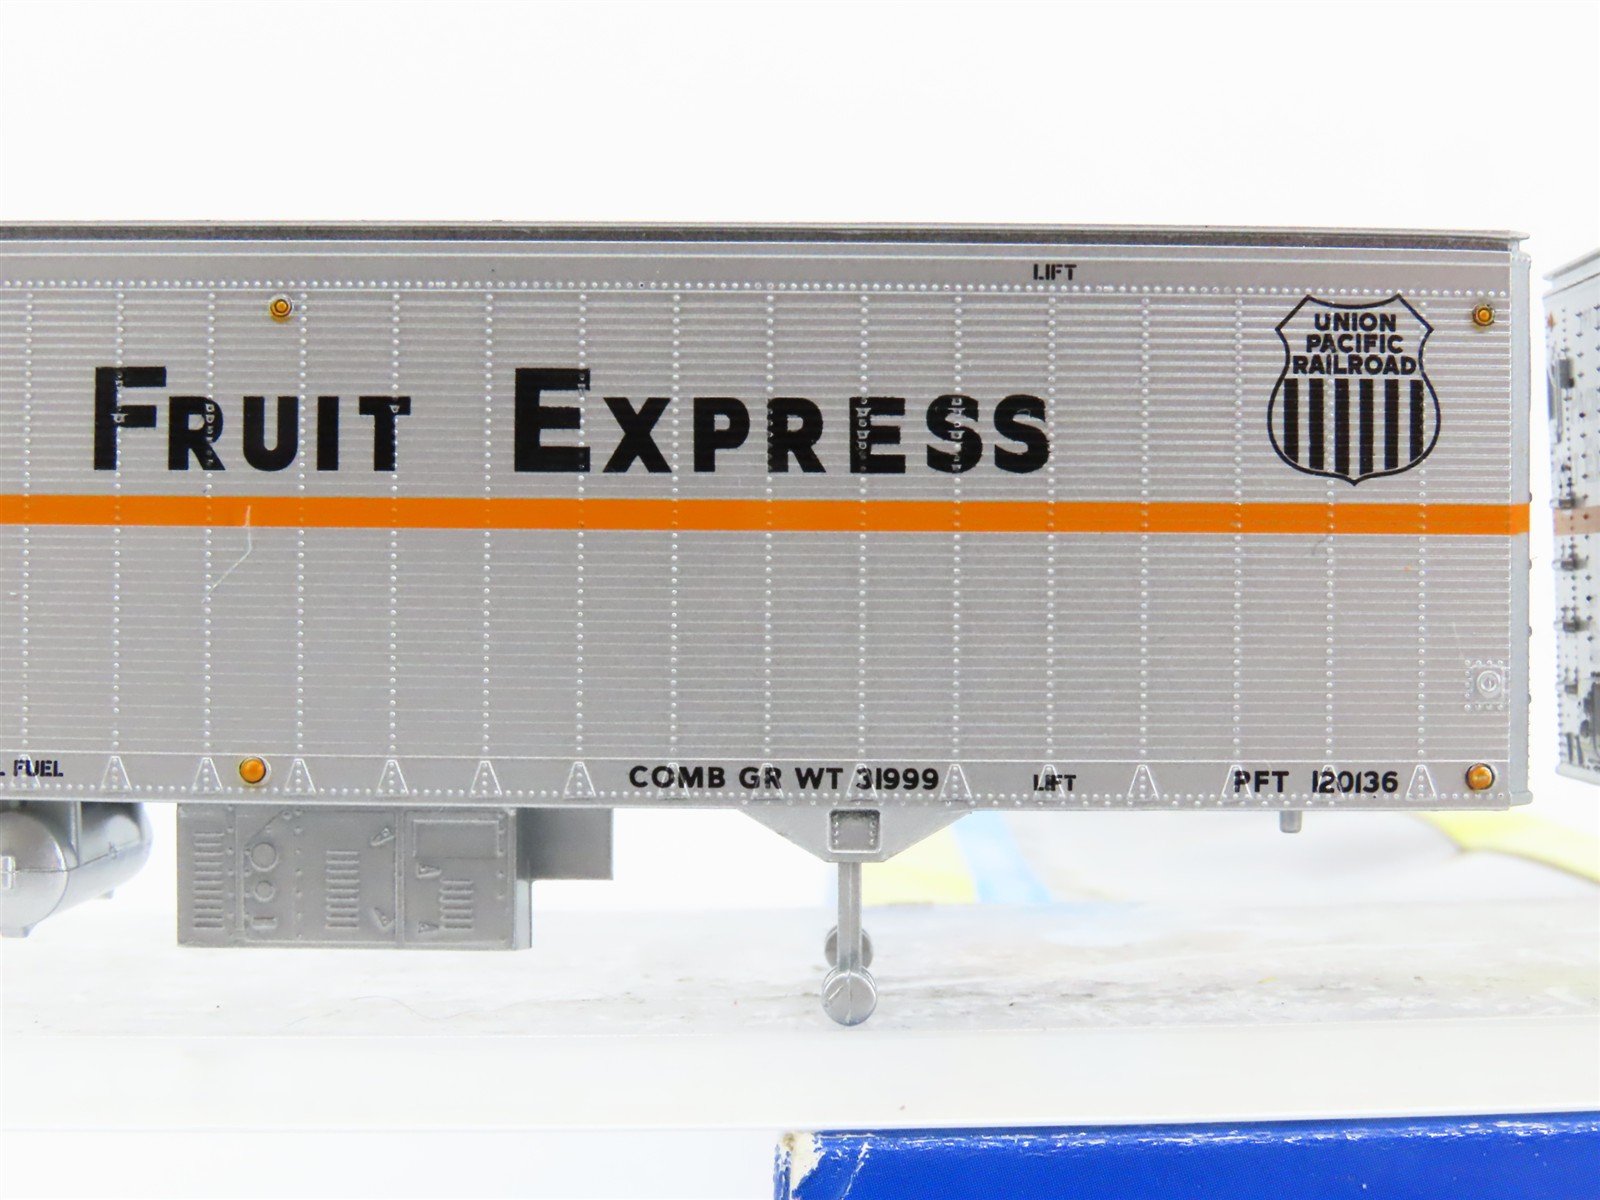 LIFT
UNION
PACIFIC
RAILROAD
FRUIT EXPRESS
FUEL
COMB GR WT 31999
LIFT
PFT 120136